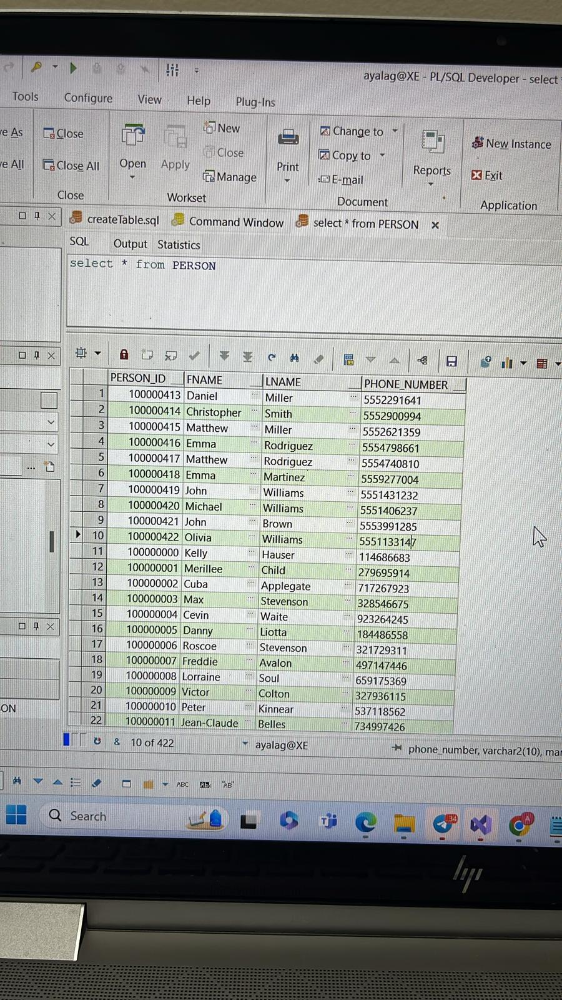 ayalag@XE - PL/SQL Developer - select
Tools Configure View Help Plug-Ins
ve As Close Open Apply New Print Change to Reports New Instance
Close Copy to
ve All Close All Manage E-mail Exit
Close Workset Document Application
createTable.sql Command Window select * from PERSON
SQL Output Statistics
select * from PERSON
PERSON_ID FNAME LNAME PHONE_NUMBER
1 100000413 Daniel ... Miller ... 5552291641
2 100000414 Christopher ... Smith ... 5552900994
3 100000415 Matthew ... Miller ... 5552621359
4 100000416 Emma ... Rodriguez ... 5554798661
5 100000417 Matthew ... Rodriguez ... 5554740810
6 100000418 Emma ... Martinez ... 5559277004
7 100000419 John ... Williams ... 5551431232
8 100000420 Michael ... Williams ... 5551406237
9 100000421 John ... Brown ... 5553991285
10 100000422 Olivia ... Williams ... 5551133147
11 100000000 Kelly ... Hauser ... 114686683
12 100000001 Merillee ... Child ... 279695914
13 100000002 Cuba ... Applegate ... 717267923
14 100000003 Max ... Stevenson ... 328546675
15 100000004 Cevin ... Waite ... 923264245
16 100000005 Danny ... Liotta ... 184486558
17 100000006 Roscoe ... Stevenson ... 321729311
18 100000007 Freddie ... Avalon ... 497147446
19 100000008 Lorraine ... Soul ... 659175369
20 100000009 Victor ... Colton ... 327936115
21 100000010 Peter ... Kinnear ... 537118562
22 100000011 Jean-Claude ... Belles ... 734997426
ON
& 10 of 422 ayalag@XE phone_number, varchar2(10), mar
ABC AB "AB"
Search
34
A
hp